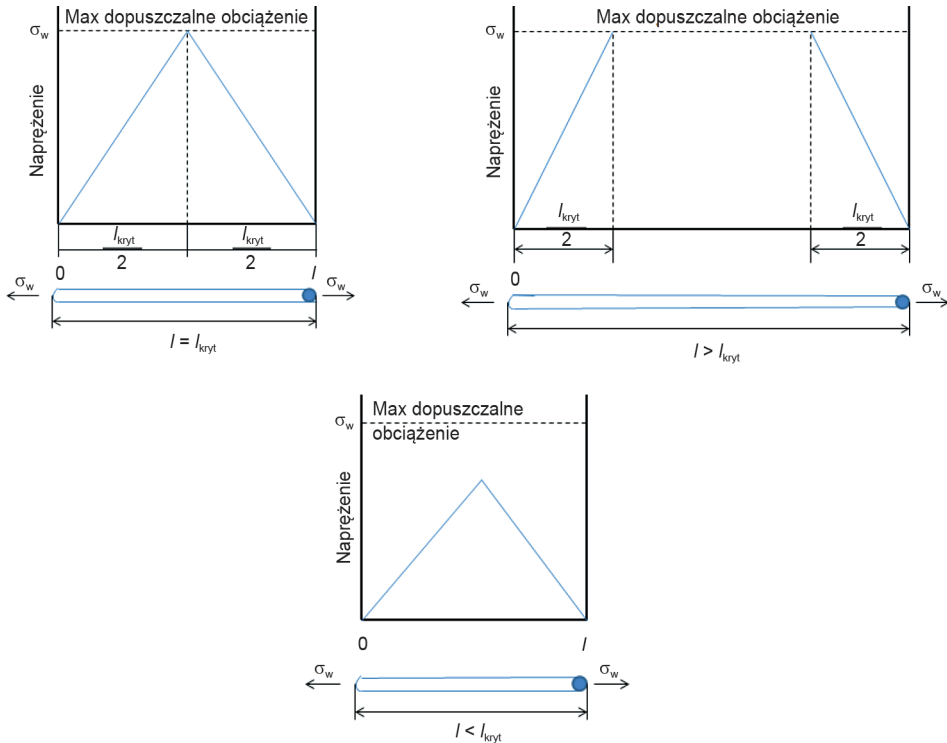 Max dopuszczalne obciążenie
σw
Naprężenie
lkryt
2
lkryt
2
0
l
σw
σw
l = lkryt
Max dopuszczalne obciążenie
σw
Naprężenie
lkryt
2
lkryt
2
0
σw
σw
l > lkryt
Max dopuszczalne
σw
obciążenie
Naprężenie
0
l
σw
σw
l < lkryt